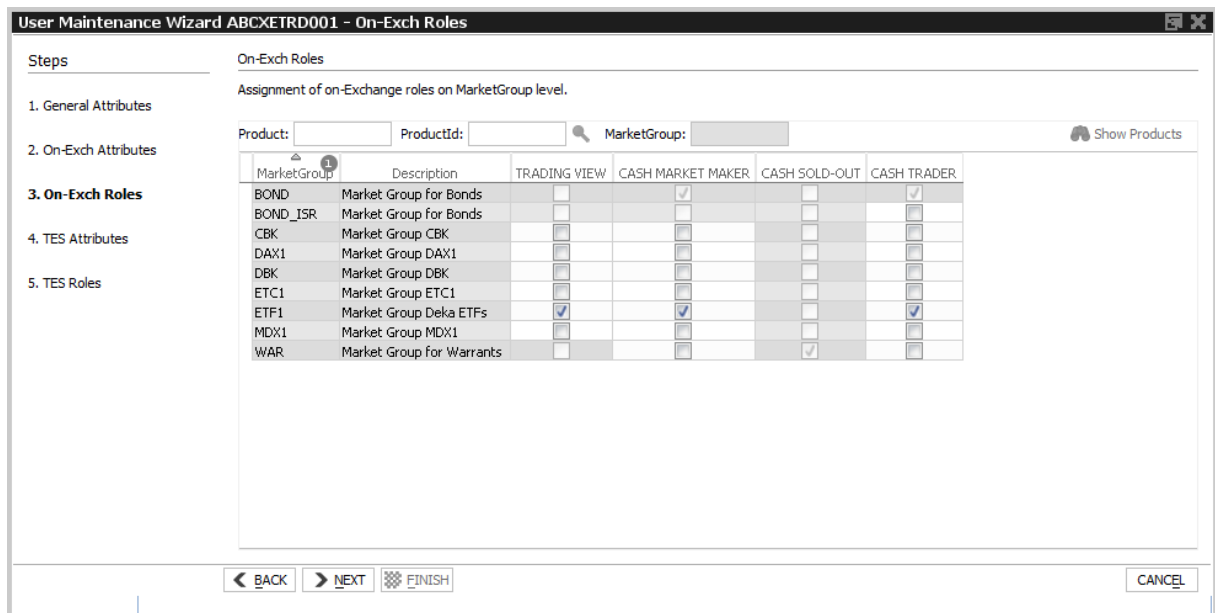 User Maintenance Wizard ABCXETRD001 - On-Exch Roles
Steps
1. General Attributes
2. On-Exch Attributes
3. On-Exch Roles
4. TES Attributes
5. TES Roles
On-Exch Roles
Assignment of on-Exchange roles on MarketGroup level.
Product: ProductId: MarketGroup: Show Products
MarketGroup 1 Description TRADING VIEW CASH MARKET MAKER CASH SOLD-OUT CASH TRADER
BOND Market Group for Bonds
BOND_ISR Market Group for Bonds
CBK Market Group CBK
DAX1 Market Group DAX1
DBK Market Group DBK
ETC1 Market Group ETC1
ETF1 Market Group Deka ETFs
MDX1 Market Group MDX1
WAR Market Group for Warrants
BACK NEXT FINISH CANCEL